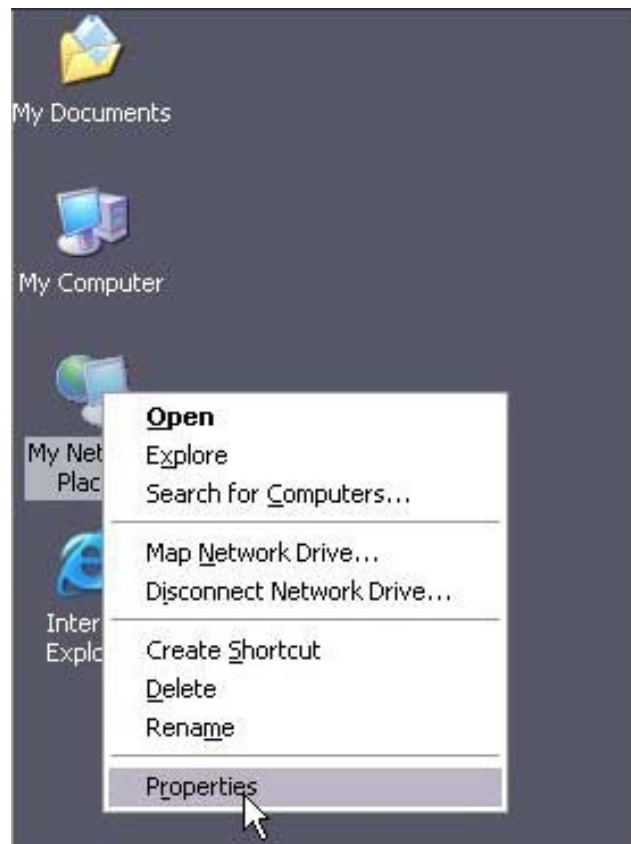 My Documents
My Computer
My Net
Plac
Inter
Explo
Open
Explore
Search for Computers...
Map Network Drive...
Disconnect Network Drive...
Create Shortcut
Delete
Rename
Properties